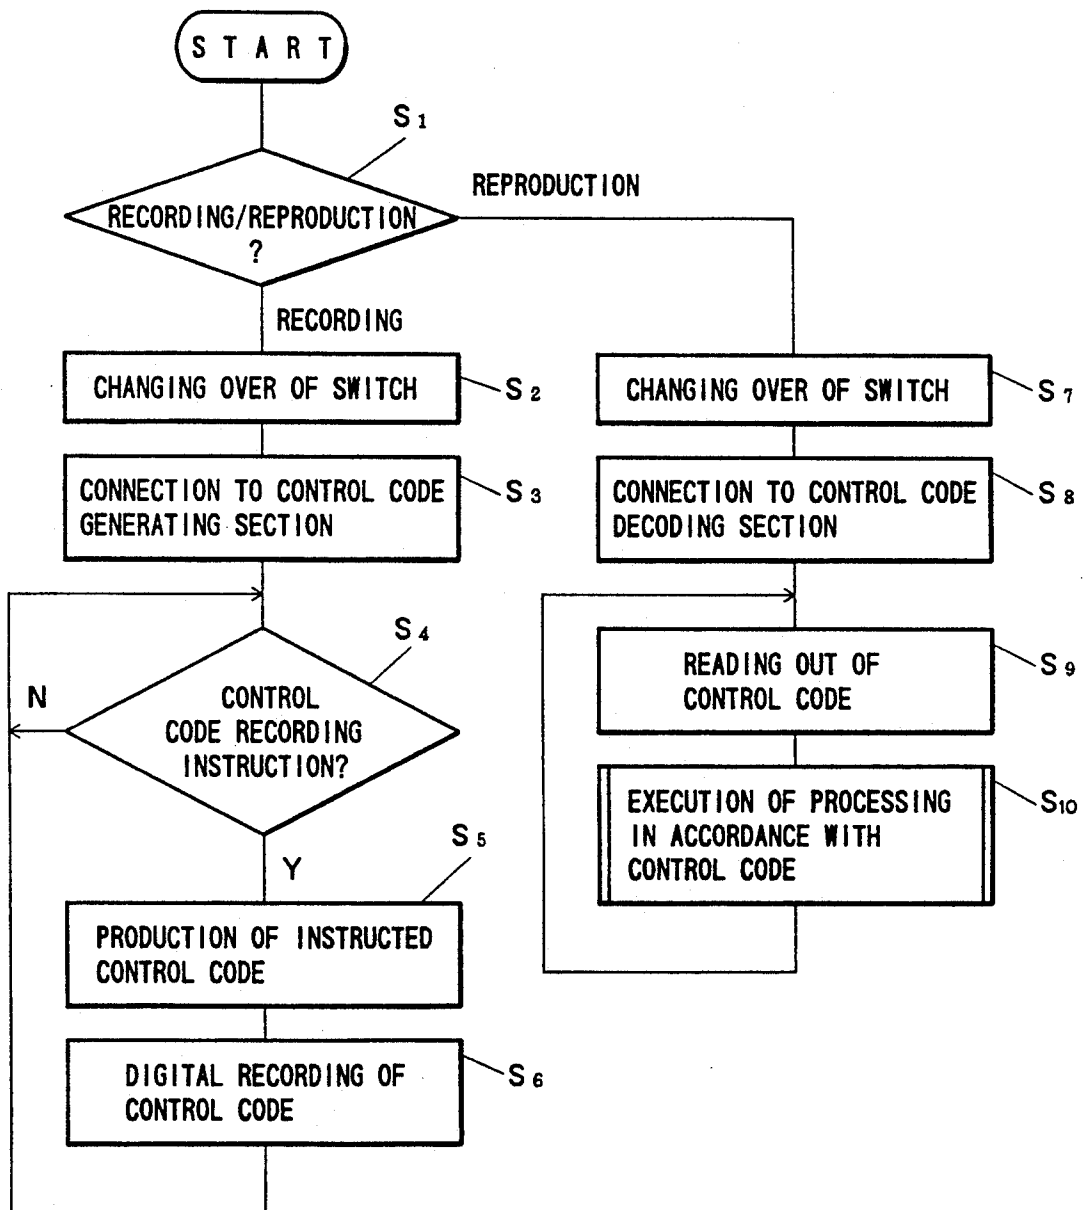 START
S1
RECORDING/REPRODUCTION
?
REPRODUCTION
RECORDING
CHANGING OVER OF SWITCH
S2
CONNECTION TO CONTROL CODE
GENERATING SECTION
S3
S4
CONTROL
CODE RECORDING
INSTRUCTION?
N
Y
S5
PRODUCTION OF INSTRUCTED
CONTROL CODE
DIGITAL RECORDING OF
CONTROL CODE
S6
CHANGING OVER OF SWITCH
S7
CONNECTION TO CONTROL CODE
DECODING SECTION
S8
READING OUT OF
CONTROL CODE
S9
EXECUTION OF PROCESSING
IN ACCORDANCE WITH
CONTROL CODE
S10